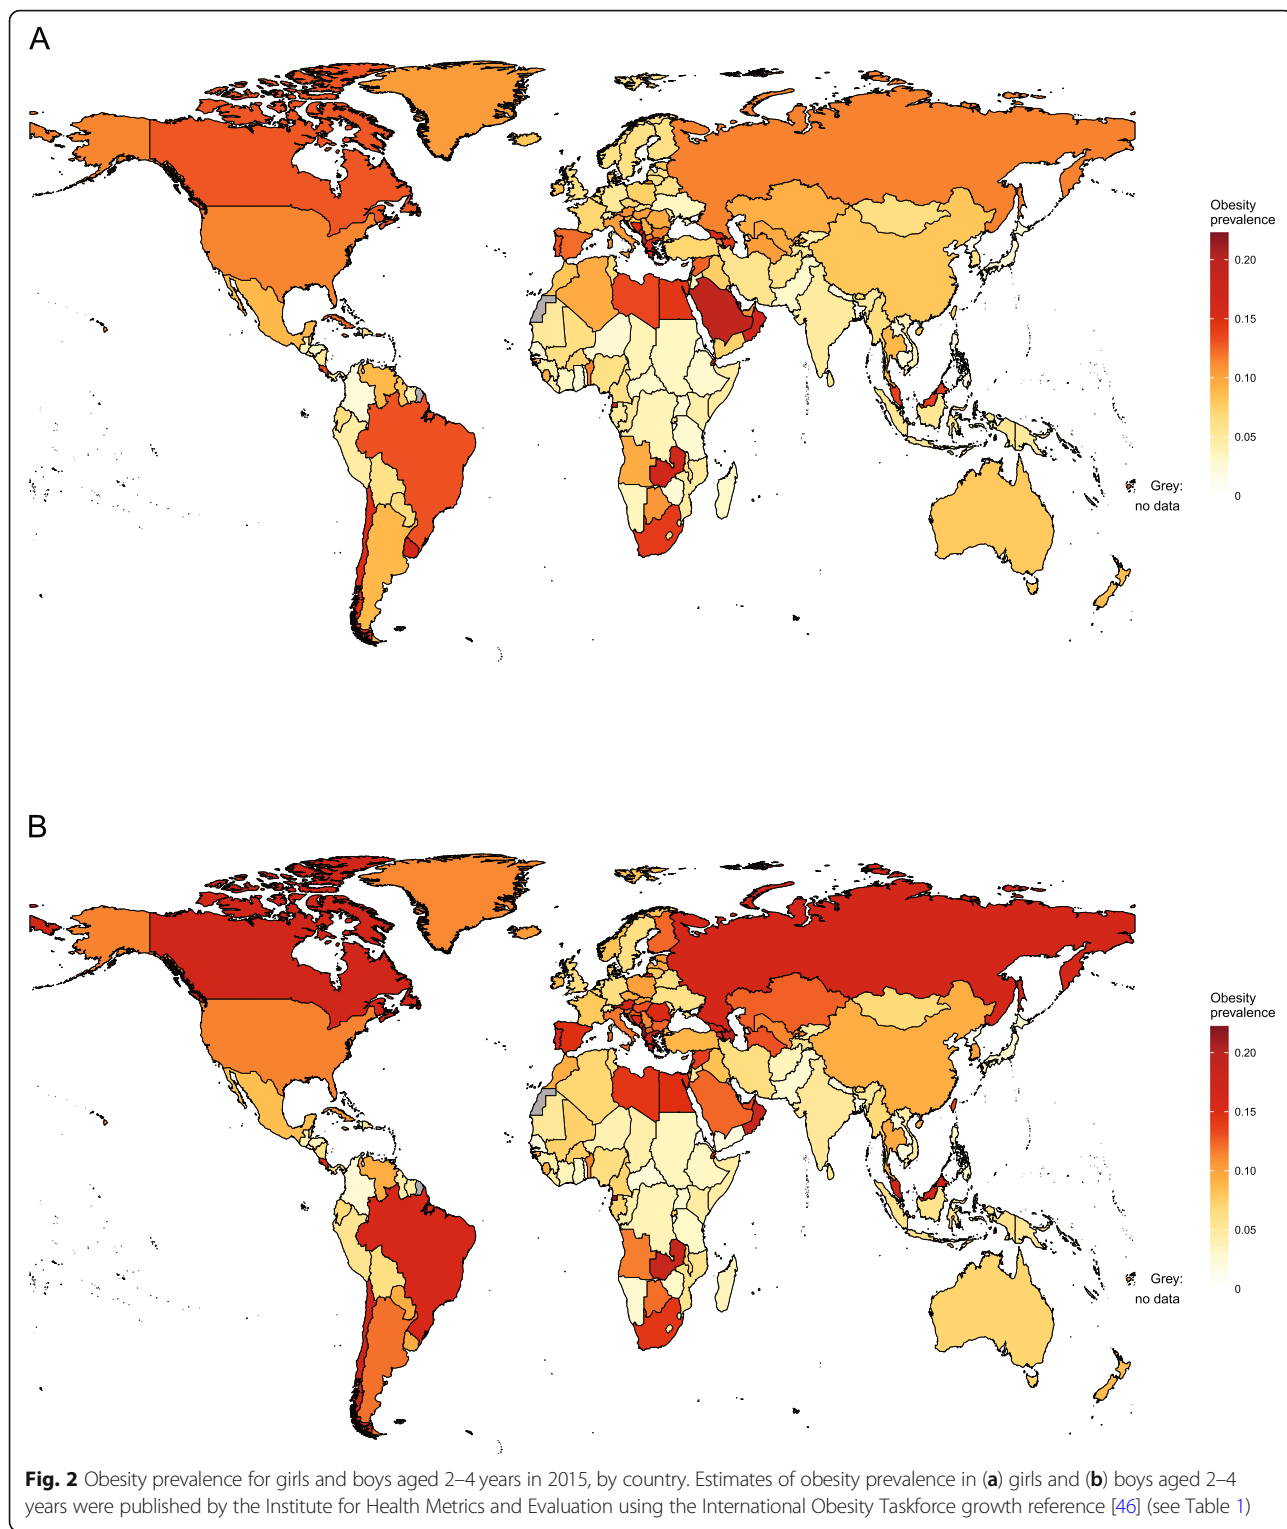 A
Obesity
prevalence
0.20
0.15
0.10
0.05
0
Grey:
no data
B
Obesity
prevalence
0.20
0.15
0.10
0.05
0
Grey:
no data
Fig. 2 Obesity prevalence for girls and boys aged 2–4 years in 2015, by country. Estimates of obesity prevalence in (a) girls and (b) boys aged 2–4
years were published by the Institute for Health Metrics and Evaluation using the International Obesity Taskforce growth reference [46] (see Table 1)